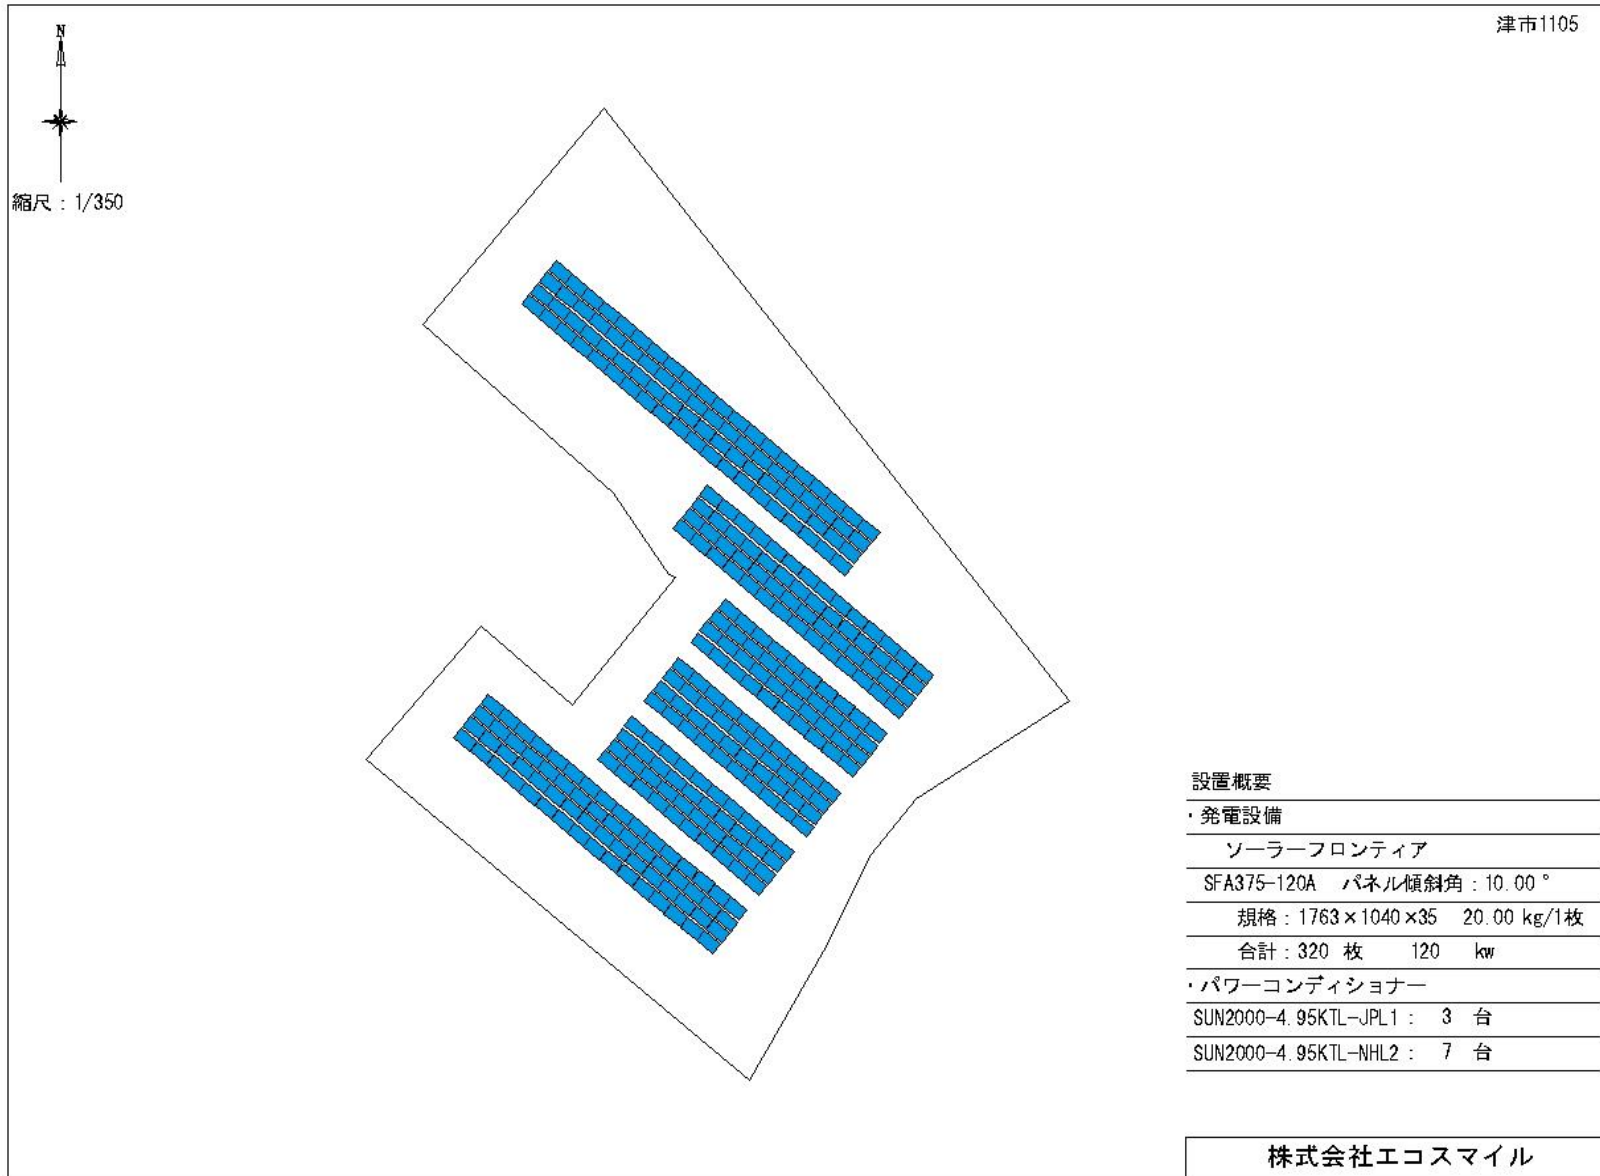 津市1105
N
縮尺：1/350
設置概要
・発電設備
ソーラーフロンティア
SFA375-120A パネル傾斜角：10.00°
規格：1763×1040×35 20.00 kg/1枚
合計：320 枚 120 kw
・パワーコンディショナー
SUN2000-4.95KTL-JPL1： 3 台
SUN2000-4.95KTL-NHL2： 7 台
株式会社エコスマイル